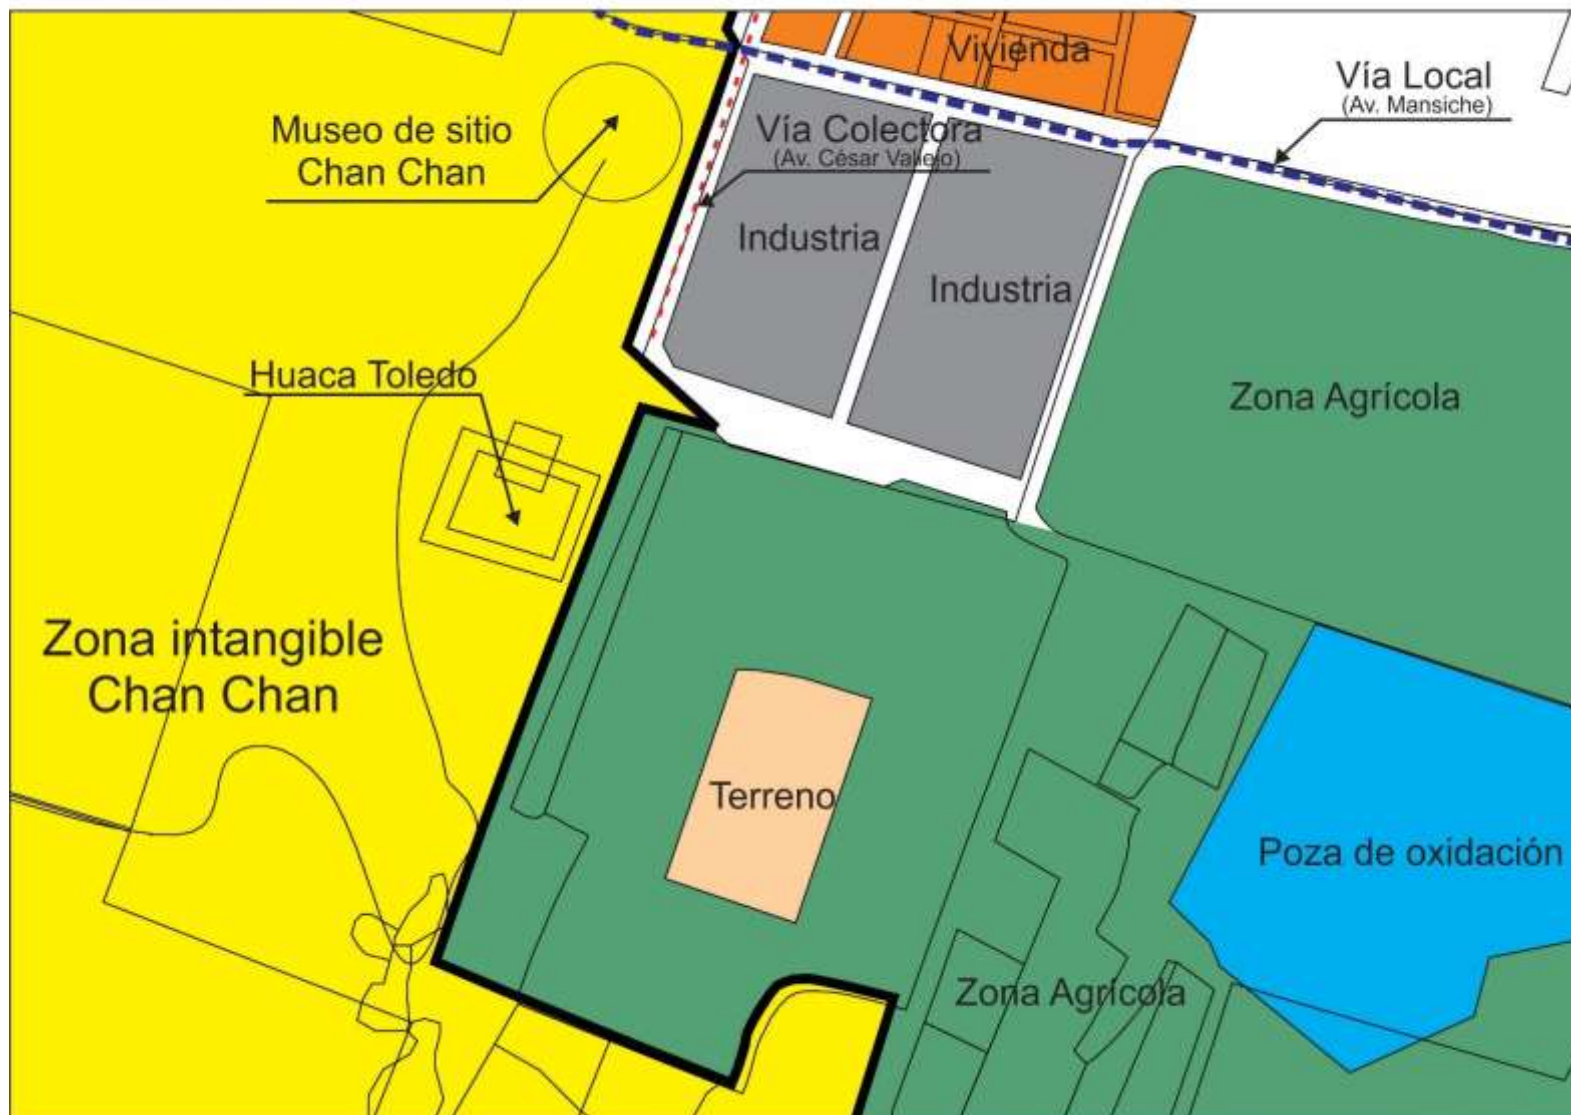 Vivienda
Vía Local
(Av. Mansiche)
Museo de sitio
Chan Chan
Vía Colectora
(Av. César Vallejo)
Industria
Industria
Huaca Toledo
Zona Agrícola
Zona intangible
Chan Chan
Terreno
Poza de oxidación
Zona Agrícola